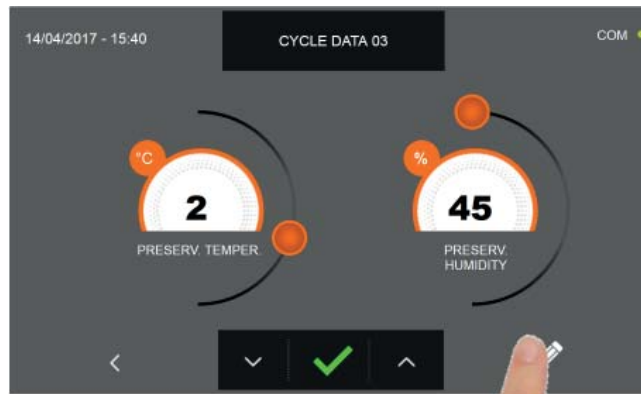 14/04/2017 - 15:40
CYCLE DATA 03
COM
°C
%
2
45
PRESERV. TEMPER.
PRESERV.
HUMIDITY